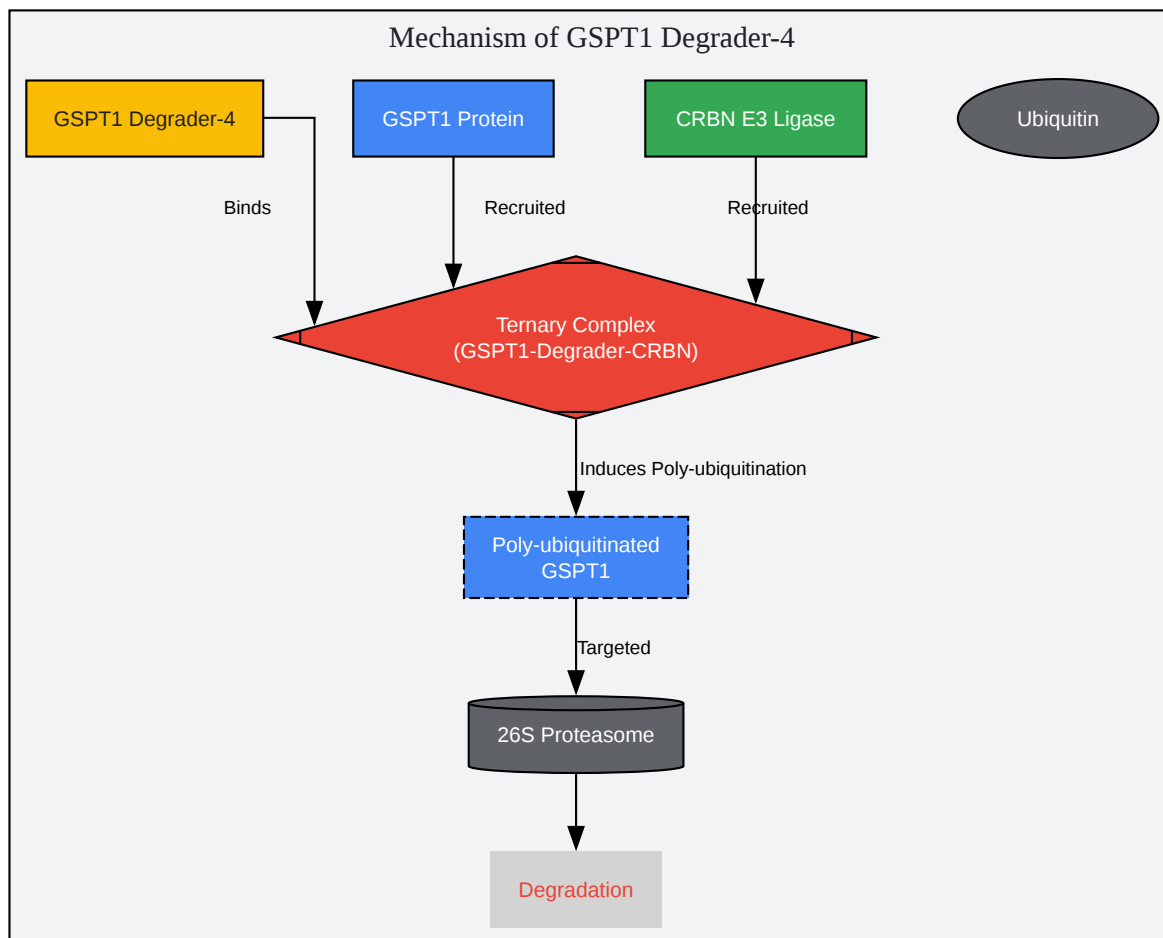 Mechanism of GSPT1 Degrader-4
GSPT1 Degrader-4
GSPT1 Protein
CRBN E3 Ligase
Ubiquitin
Binds
Recruited
Recruited
Ternary Complex
(GSPT1-Degrader-CRBN)
Induces Poly-ubiquitination
Poly-ubiquitinated
GSPT1
Targeted
26S Proteasome
Degradation